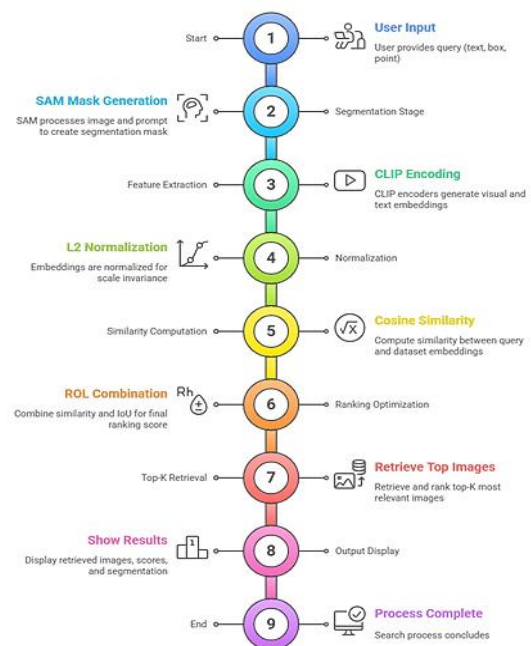 Start
1
User Input
User provides query (text, box,
point)
SAM Mask Generation
SAM processes image and prompt
to create segmentation mask
2
Segmentation Stage
Feature Extraction
3
CLIP Encoding
CLIP encoders generate visual and
text embeddings
L2 Normalization
Embeddings are normalized for
scale invariance
4
Normalization
Similarity Computation
5
√x
Cosine Similarity
Compute similarity between query
and dataset embeddings
ROL Combination
Combine similarity and IoU for final
ranking score
Rh
6
Ranking Optimization
Top-K Retrieval
7
Retrieve Top Images
Retrieve and rank top-K most
relevant images
Show Results
Display retrieved images, scores,
and segmentation
1
8
Output Display
End
9
Process Complete
Search process concludes